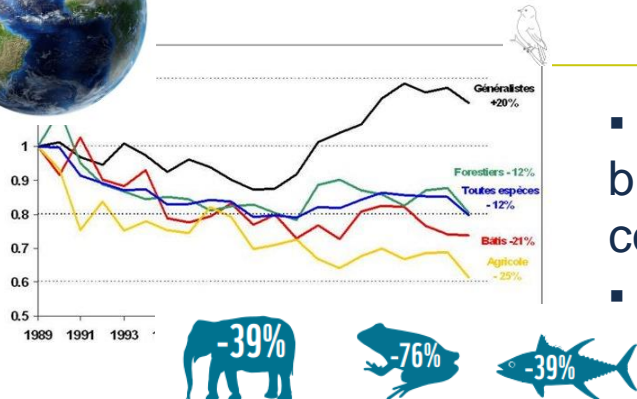 Généralistes
+20%
1
Forestiers - 12%
0.9
Toutes espèces
- 12%
0.8
Bâtis -21%
0.7
Agricole
- 25%
0.6
0.5
1989 1991 1993
-39%
-76%
-39%
▪
b
co
▪